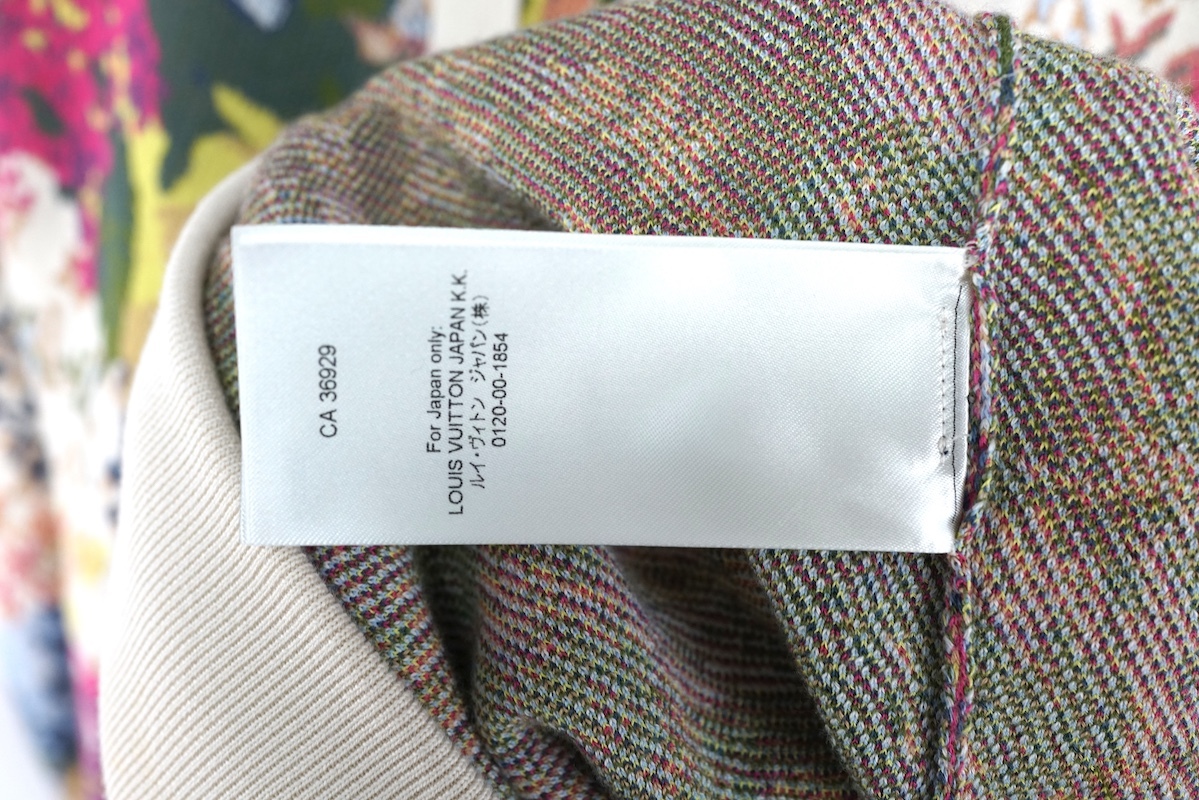 CA 36929
For Japan only:
LOUIS VUITTON JAPAN K.K.
ルイ・ヴィトン ジャパン(株)
0120-00-1854